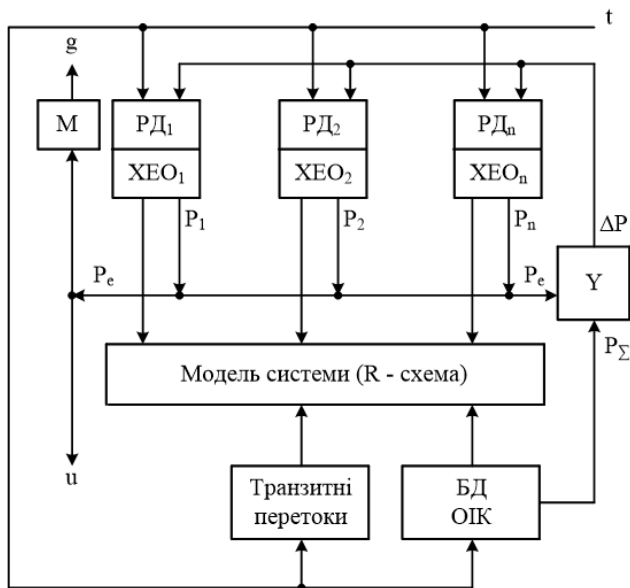 t
g
M
РД₁
РД₂
РДₙ
ХЕО₁
ХЕО₂
ХЕОₙ
P₁
P₂
Pₙ
ΔP
Pₑ
Pₑ
Y
P∑
Модель системи (R - схема)
u
Транзитні
перетоки
БД
ОІК